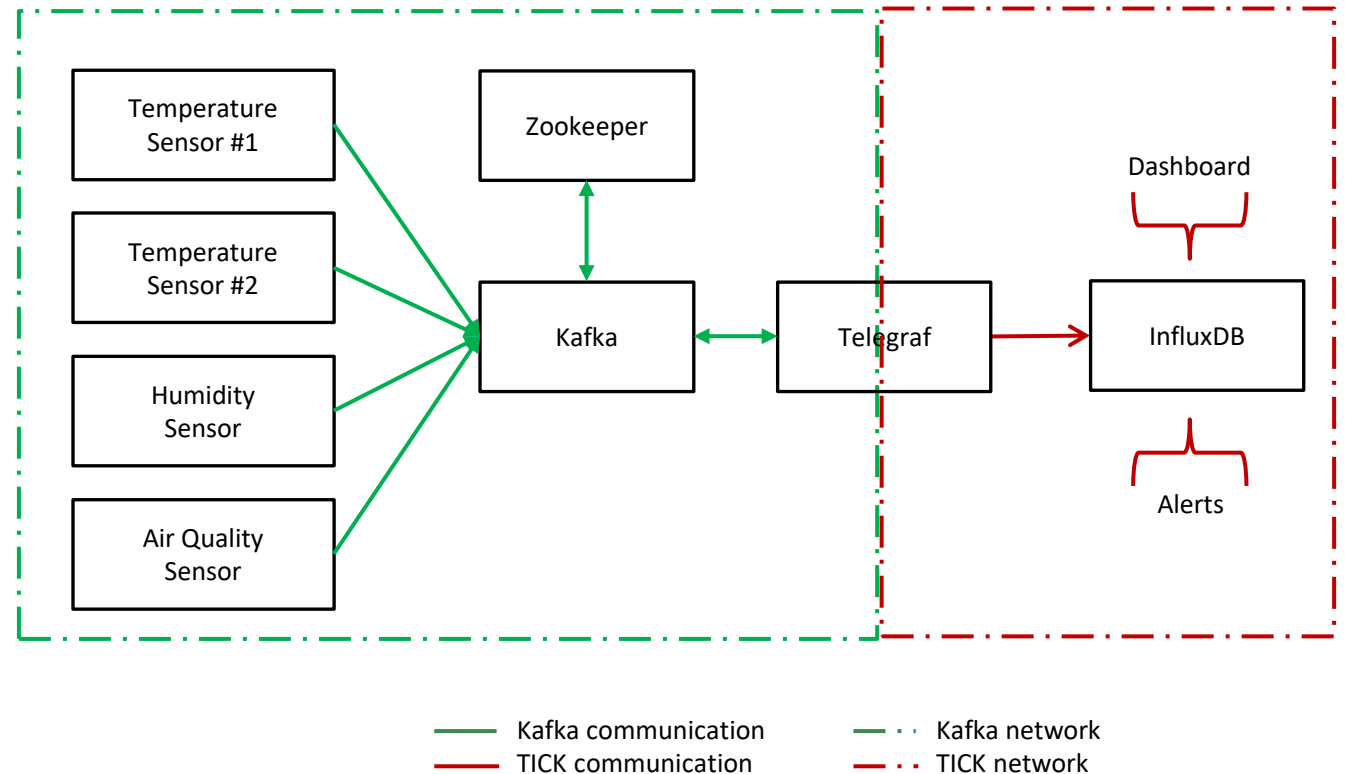 Temperature
Sensor #1
Temperature
Sensor #2
Humidity
Sensor
Air Quality
Sensor
Zookeeper
Kafka
Telegraf
Dashboard
InfluxDB
Alerts
Kafka communication
TICK communication
Kafka network
TICK network